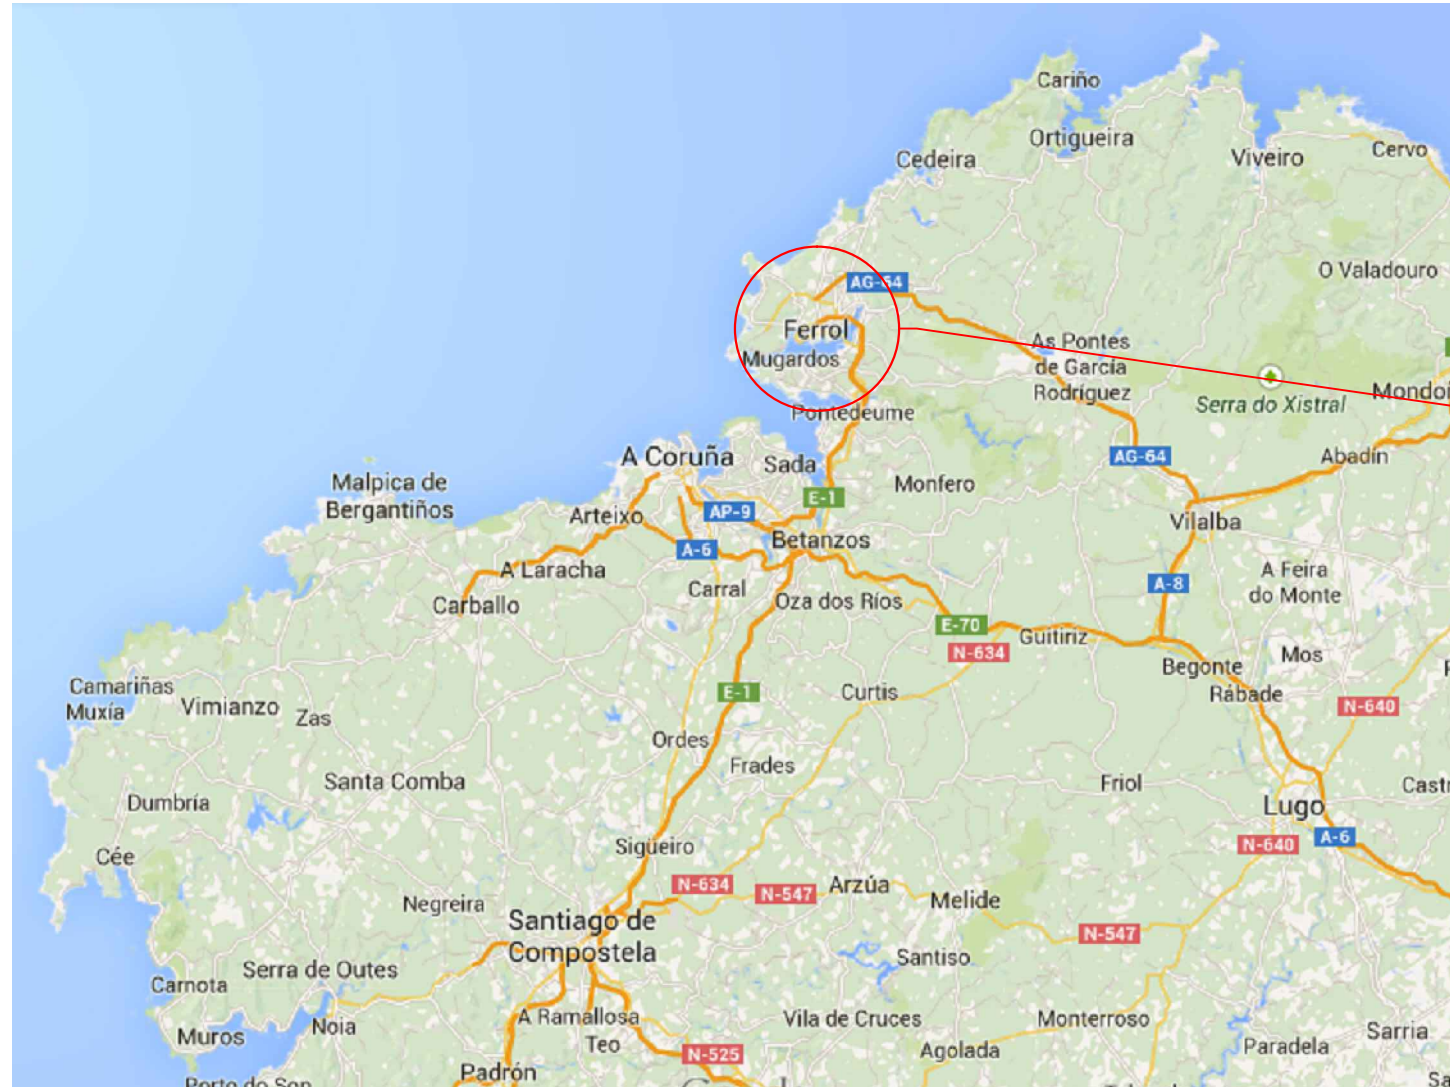 Cariño
Ortigueira
Cedeira
Viveiro
Cervo
O Valadouro
AG-64
Ferrol
Mugardos
As Pontes
de García
Rodríguez
Serra do Xistral
Pontedeume
A Coruña
Sada
AG-64
Abadín
Malpica de
Bergantiños
Monfero
E-1
Arteixo
AP-9
Vilalba
Betanzos
A-6
A Laracha
Carral
A-8
A Feira
do Monte
Carballo
Oza dos Ríos
E-70
Guitiriz
N-634
Mos
Begonte
Rábade
Camariñas
Muxía
Vimianzo
Zas
E-1
Curtis
N-640
Ordes
Frades
Santa Comba
Friol
Dumbría
Lugo
A-6
N-640
Cée
Sigüeiro
N-634
N-547
Arzúa
Melide
Negreira
Santiago de
Compostela
N-547
Santiso
Serra de Outes
Carnota
Muros
Noia
A Ramallosa
Teo
Vila de Cruces
Monterroso
Sarria
Paradela
N-525
Agolada
Padrón